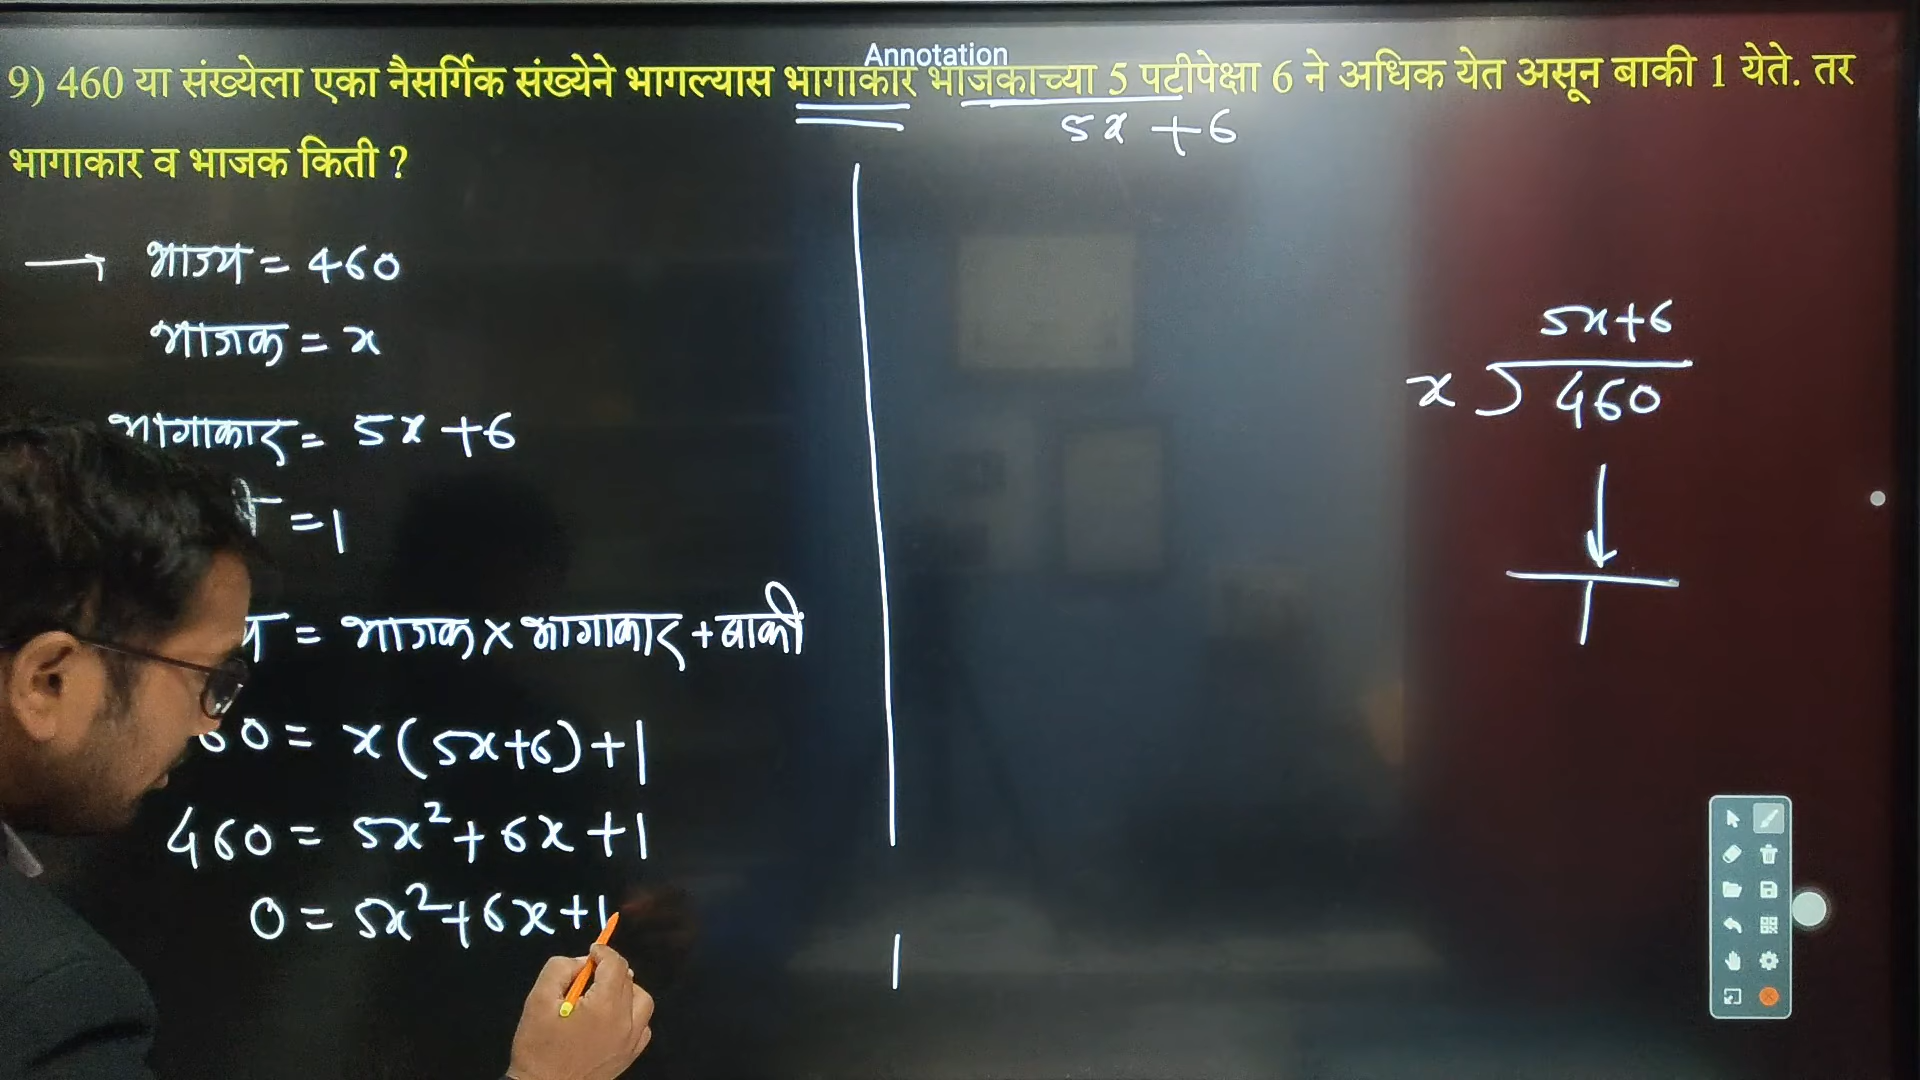 Annotation
9) 460 या संख्येला एका नैसर्गिक संख्येने भागल्यास भागाकार भाजकाच्या 5 पटीपेक्षा 6 ने अधिक येत असून बाकी 1 येते. तर
5x + 6
भागाकार व भाजक किती ?
भाज्य = 460
भाजक = x
भागाकार = 5x + 6
= 1
= भाजक × भागाकार + बाकी
60 = x (5x+6) + 1
460 = 5x² + 6x + 1
0 = 5x² + 6x + 1
5x+6
x ) 460
1